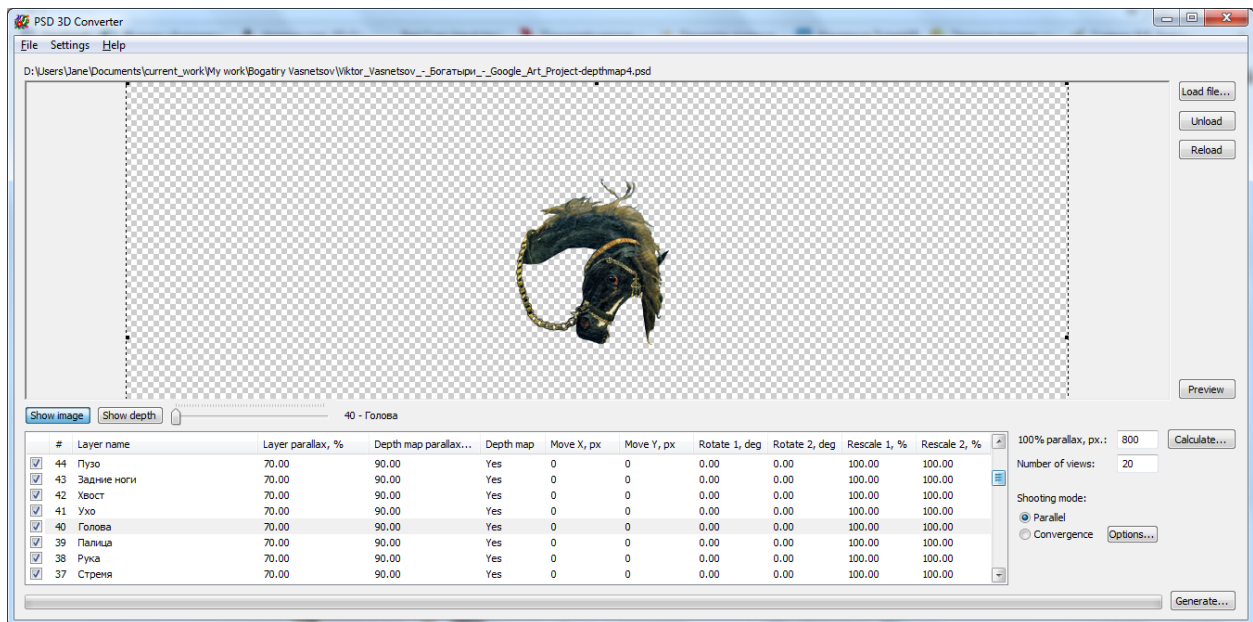 PSD 3D Converter
File Settings Help
D:\Users\Jane\Documents\current_work\My work\Bogatiry Vasnetsov\Viktor_Vasnetsov_-_Богатыри_-_Google_Art_Project-depthmap4.psd
Load file...
Unload
Reload
Preview
Show image Show depth 40 - Голова
# Layer name Layer parallax, % Depth map parallax... Depth map Move X, px Move Y, px Rotate 1, deg Rotate 2, deg Rescale 1, % Rescale 2, %
44 Пузо 70.00 90.00 Yes 0 0 0.00 0.00 100.00 100.00
43 Задние ноги 70.00 90.00 Yes 0 0 0.00 0.00 100.00 100.00
42 Хвост 70.00 90.00 Yes 0 0 0.00 0.00 100.00 100.00
41 Ухо 70.00 90.00 Yes 0 0 0.00 0.00 100.00 100.00
40 Голова 70.00 90.00 Yes 0 0 0.00 0.00 100.00 100.00
39 Палица 70.00 90.00 Yes 0 0 0.00 0.00 100.00 100.00
38 Рука 70.00 90.00 Yes 0 0 0.00 0.00 100.00 100.00
37 Стремя 70.00 90.00 Yes 0 0 0.00 0.00 100.00 100.00
100% parallax, px.: 800 Calculate...
Number of views: 20
Shooting mode:
Parallel
Convergence Options...
Generate...